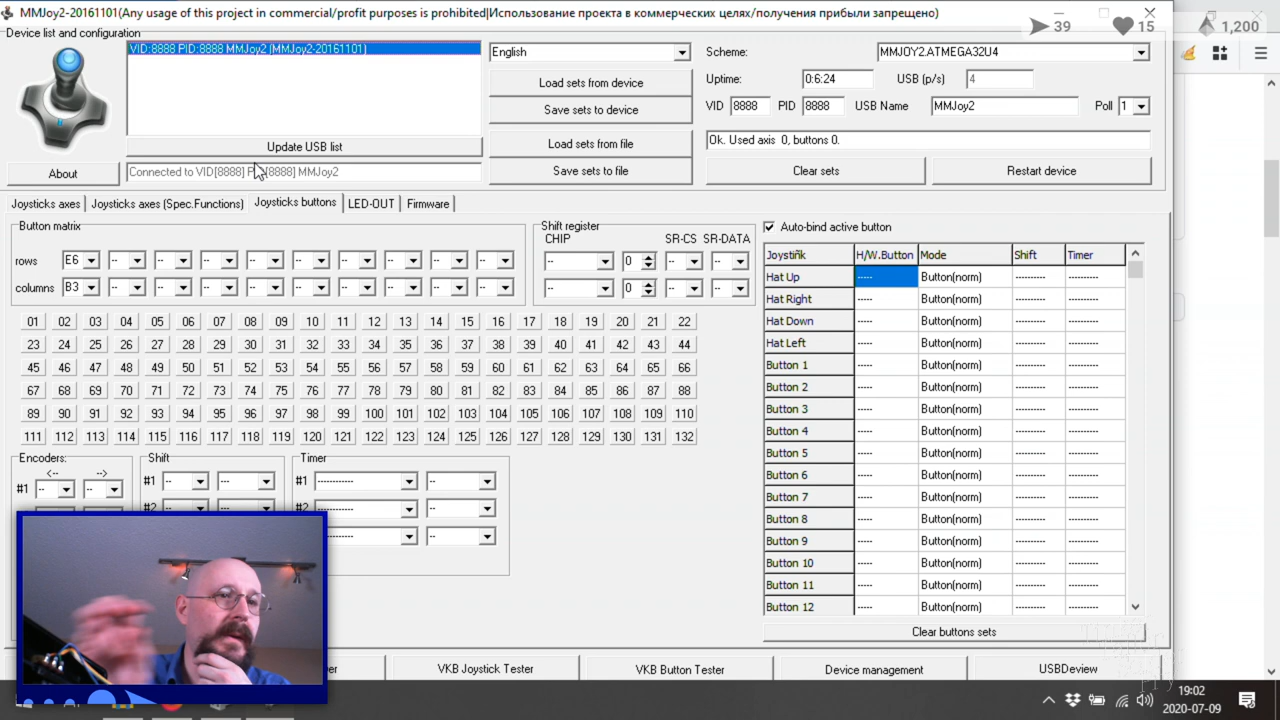 MMJoy2-20161101(Any usage of this project in commercial/profit purposes is prohibited|Использование проекта в коммерческих целях/получения прибыли запрещено)
39 15 1,200
Device list and configuration
VID:8888 PID:8888 MMJoy2 (MMJoy2-20161101)
Update USB list
Connected to VID[8888] P [8888] MMJoy2
About
English
Load sets from device
Save sets to device
Load sets from file
Save sets to file
Scheme: MMJOY2.ATMEGA32U4
Uptime: 0:6:24 USB (p/s) 4
VID 8888 PID 8888 USB Name MMJoy2 Poll 1
Ok. Used axis 0, buttons 0.
Clear sets Restart device
Joysticks axes Joysticks axes (Spec.Functions) Joysticks buttons LED-OUT Firmware
Button matrix
rows E6 -- -- -- -- -- -- -- -- --
columns B3 -- -- -- -- -- -- -- -- --
Shift register
CHIP SR-CS SR-DATA
-- 0 -- --
-- 0 -- --
01 02 03 04 05 06 07 08 09 10 11 12 13 14 15 16 17 18 19 20 21 22
23 24 25 26 27 28 29 30 31 32 33 34 35 36 37 38 39 40 41 42 43 44
45 46 47 48 49 50 51 52 53 54 55 56 57 58 59 60 61 62 63 64 65 66
67 68 69 70 71 72 73 74 75 76 77 78 79 80 81 82 83 84 85 86 87 88
89 90 91 92 93 94 95 96 97 98 99 100 101 102 103 104 105 106 107 108 109 110
111 112 113 114 115 116 117 118 119 120 121 122 123 124 125 126 127 128 129 130 131 132
Encoders:
<-- -->
#1 -- --
Shift
#1 -- ---
#2 -- ---
Timer
#1 ----------- --
#2 ----------- --
----------- --
Auto-bind active button
Joystiк H/W.Button Mode Shift Timer
Hat Up ----- Button(norm) --------- ---------
Hat Right ----- Button(norm) --------- ---------
Hat Down ----- Button(norm) --------- ---------
Hat Left ----- Button(norm) --------- ---------
Button 1 ----- Button(norm) --------- ---------
Button 2 ----- Button(norm) --------- ---------
Button 3 ----- Button(norm) --------- ---------
Button 4 ----- Button(norm) --------- ---------
Button 5 ----- Button(norm) --------- ---------
Button 6 ----- Button(norm) --------- ---------
Button 7 ----- Button(norm) --------- ---------
Button 8 ----- Button(norm) --------- ---------
Button 9 ----- Button(norm) --------- ---------
Button 10 ----- Button(norm) --------- ---------
Button 11 ----- Button(norm) --------- ---------
Button 12 ----- Button(norm) --------- ---------
Clear buttons sets
VKB Joystick Tester VKB Button Tester Device management USBDeview
19:02
2020-07-09